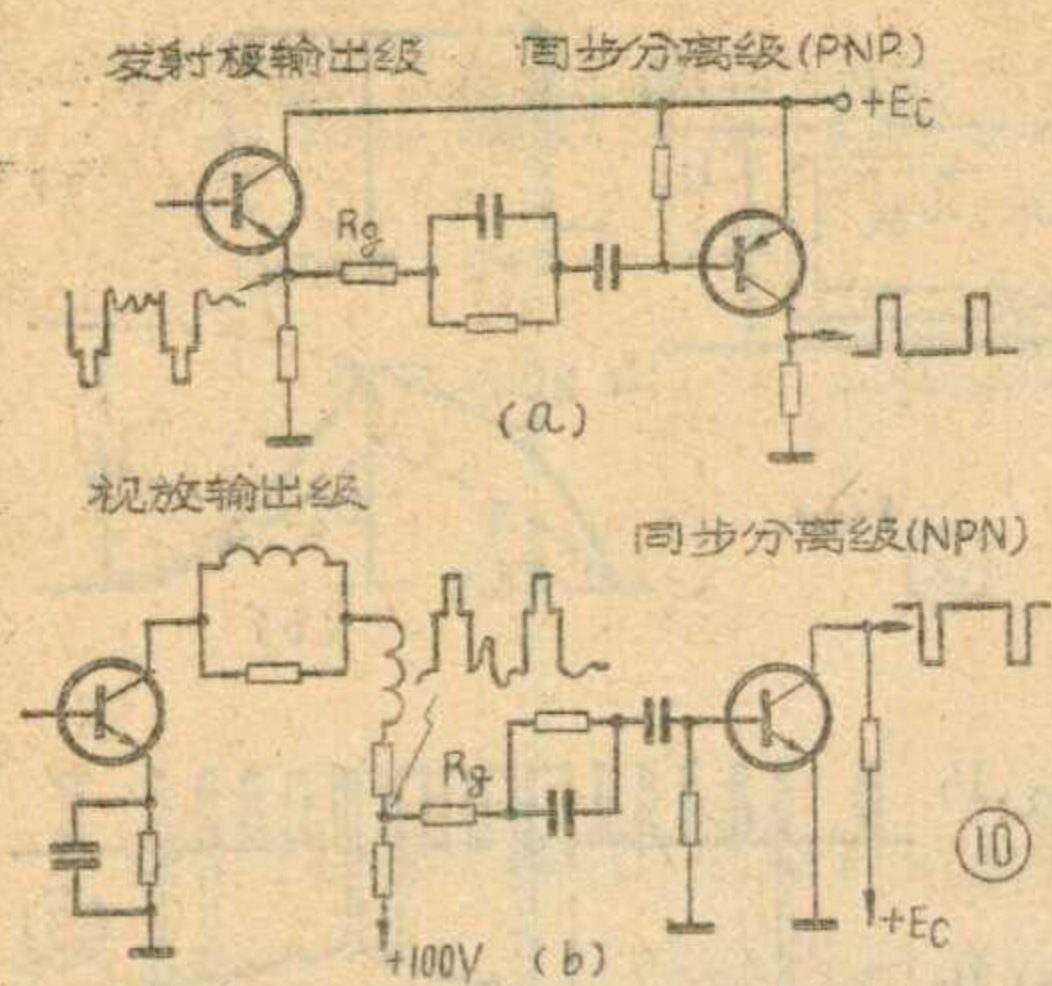 发射极输出级
同步分离级(PNP)
+EC
Rg
(a)
视放输出级
同步分离级(NPN)
Rg
10
+EC
+100V
(b)